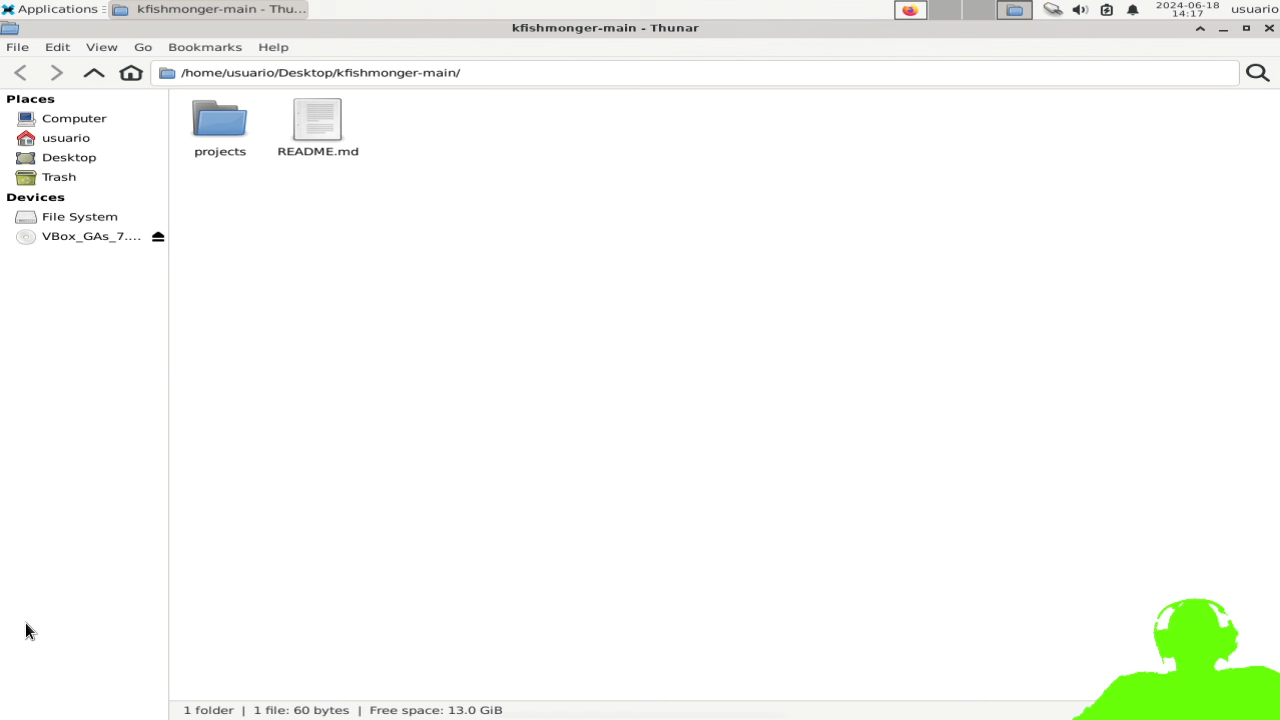 Applications kfishmonger-main - Thu... 2024-06-18 14:17 usuario
kfishmonger-main - Thunar
File Edit View Go Bookmarks Help
/home/usuario/Desktop/kfishmonger-main/
Places
Computer
usuario
Desktop
Trash
Devices
File System
VBox_GAs_7....
projects README.md
1 folder | 1 file: 60 bytes | Free space: 13.0 GiB